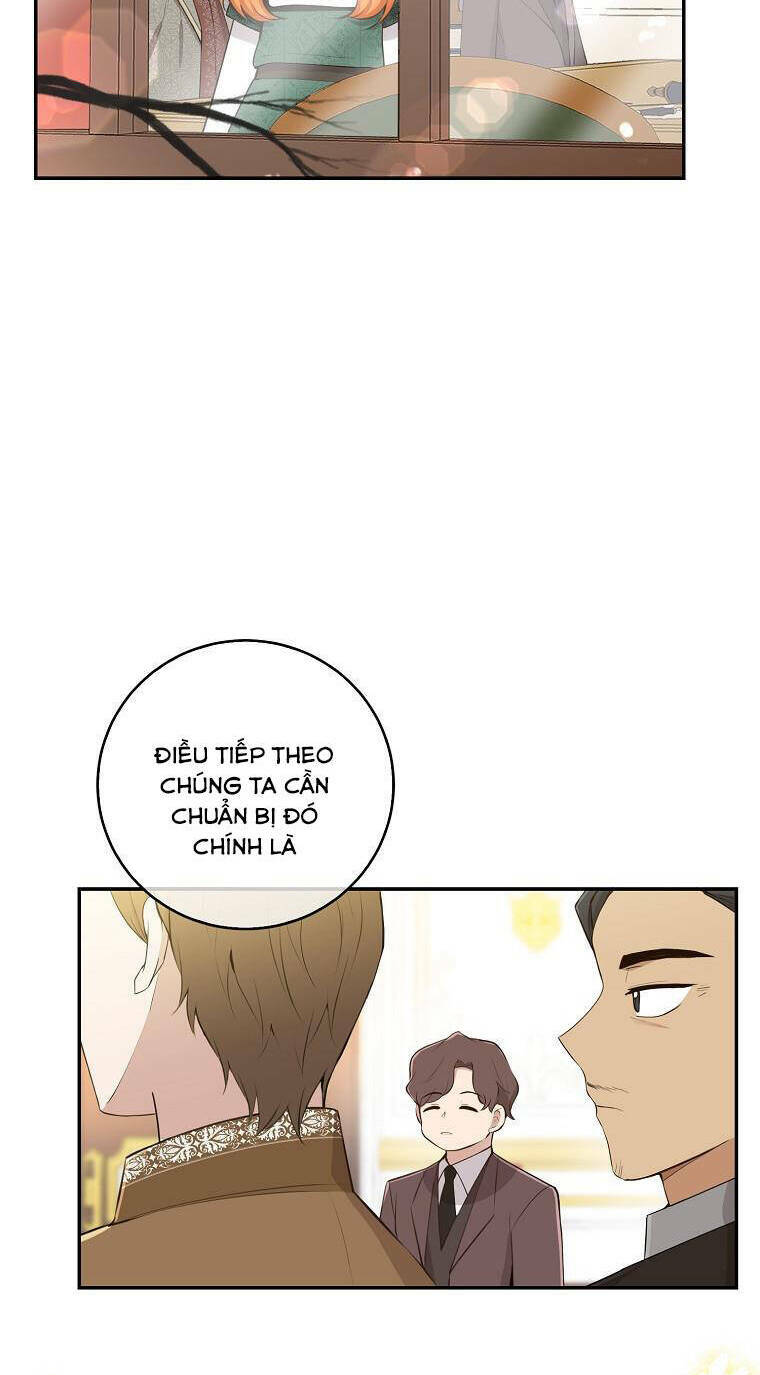 ĐIỀU TIẾP THEO
CHÚNG TA CẦN
CHUẨN BỊ ĐÓ
CHÍNH LÀ